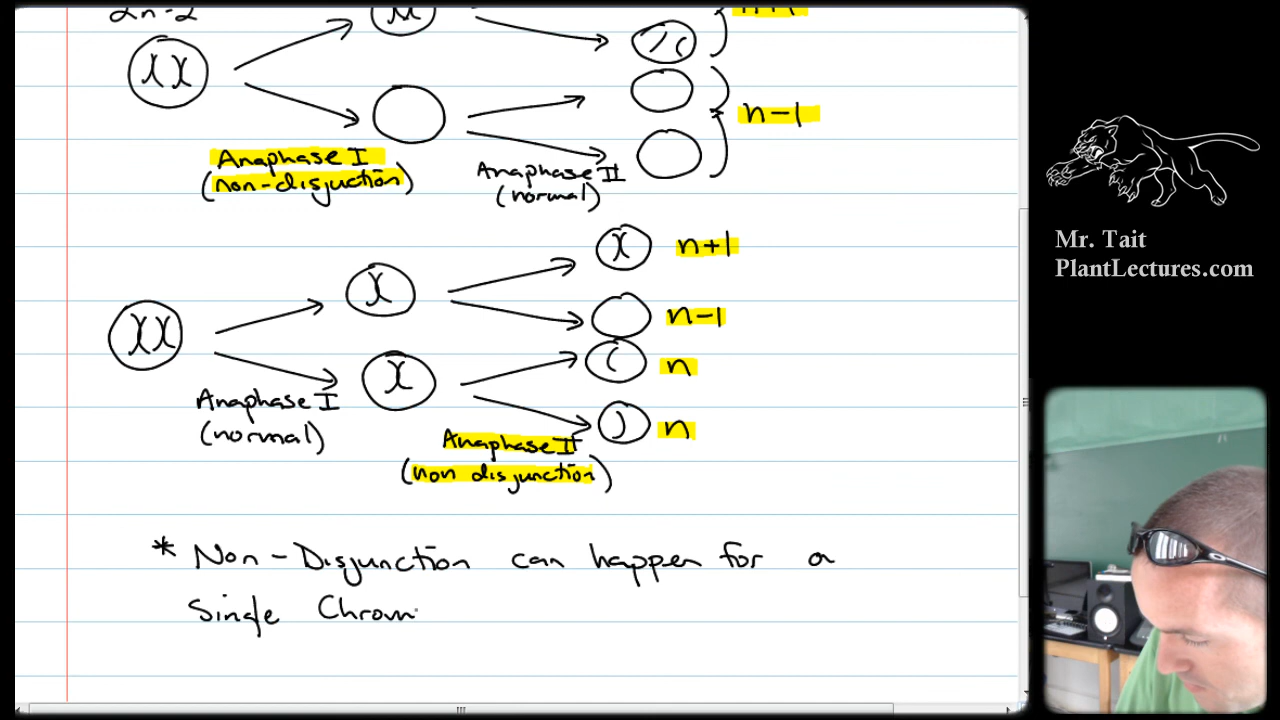 2n=2
n+1
n-1
Anaphase I
(non-disjuction)
Anaphase II
(normal)
n+1
n-1
n
n
Anaphase I
(normal)
Anaphase II
(non disjunction)
* Non-Disjunction can happen for a
Single Chrom
Mr. Tait
PlantLectures.com